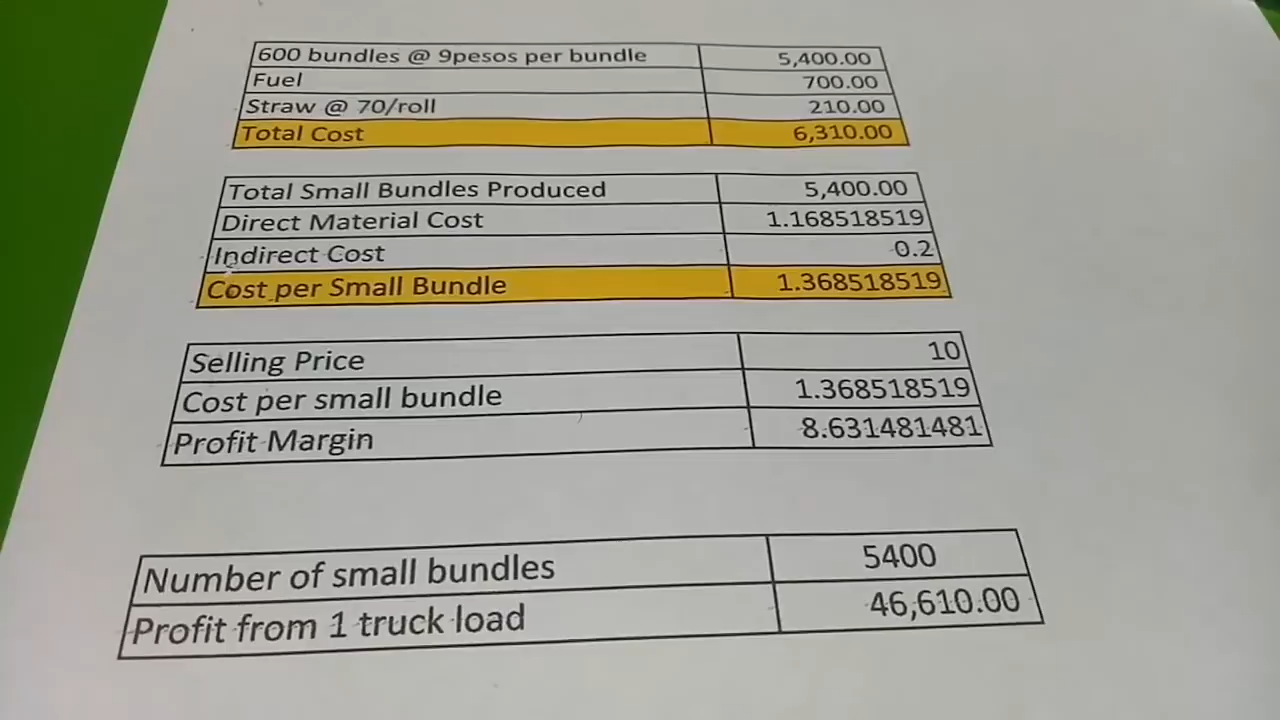 600 bundles @ 9pesos per bundle 5,400.00
Fuel 700.00
Straw @ 70/roll 210.00
Total Cost 6,310.00
Total Small Bundles Produced 5,400.00
Direct Material Cost 1.168518519
Indirect Cost 0.2
Cost per Small Bundle 1.368518519
Selling Price 10
Cost per small bundle 1.368518519
Profit Margin 8.631481481
Number of small bundles 5400
Profit from 1 truck load 46,610.00